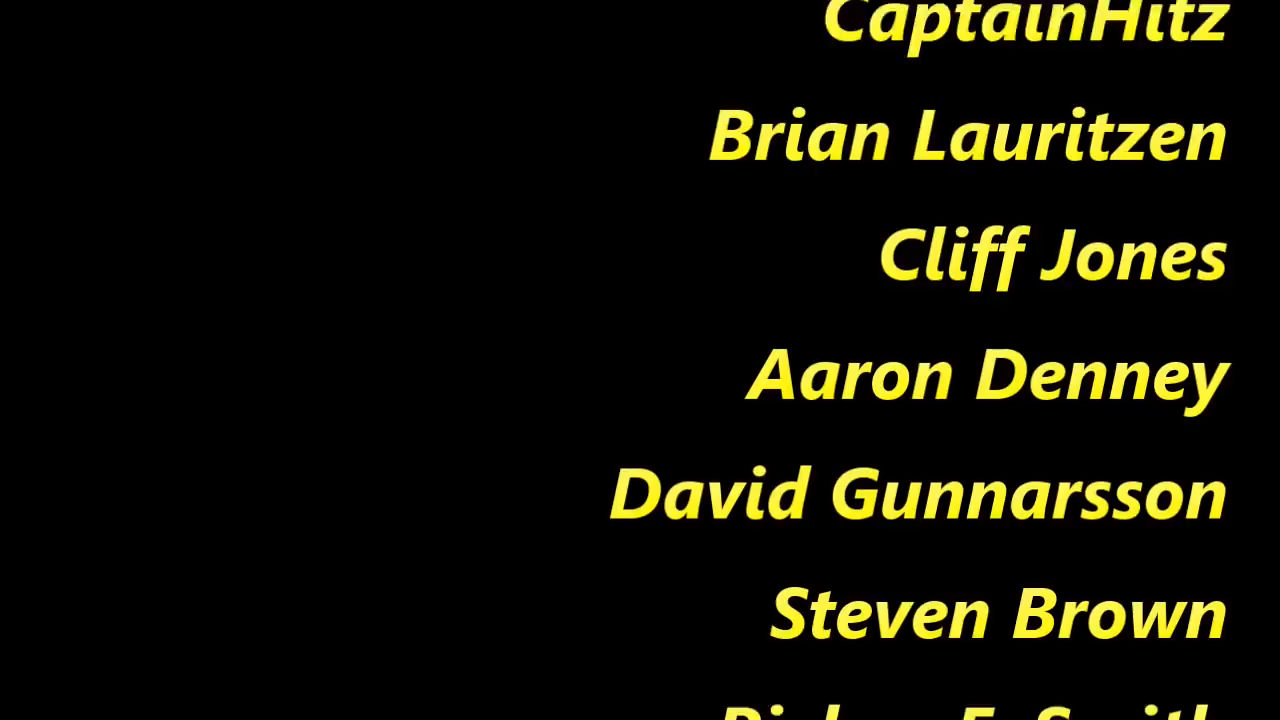 CaptainHitz
Brian Lauritzen
Cliff Jones
Aaron Denney
David Gunnarsson
Steven Brown